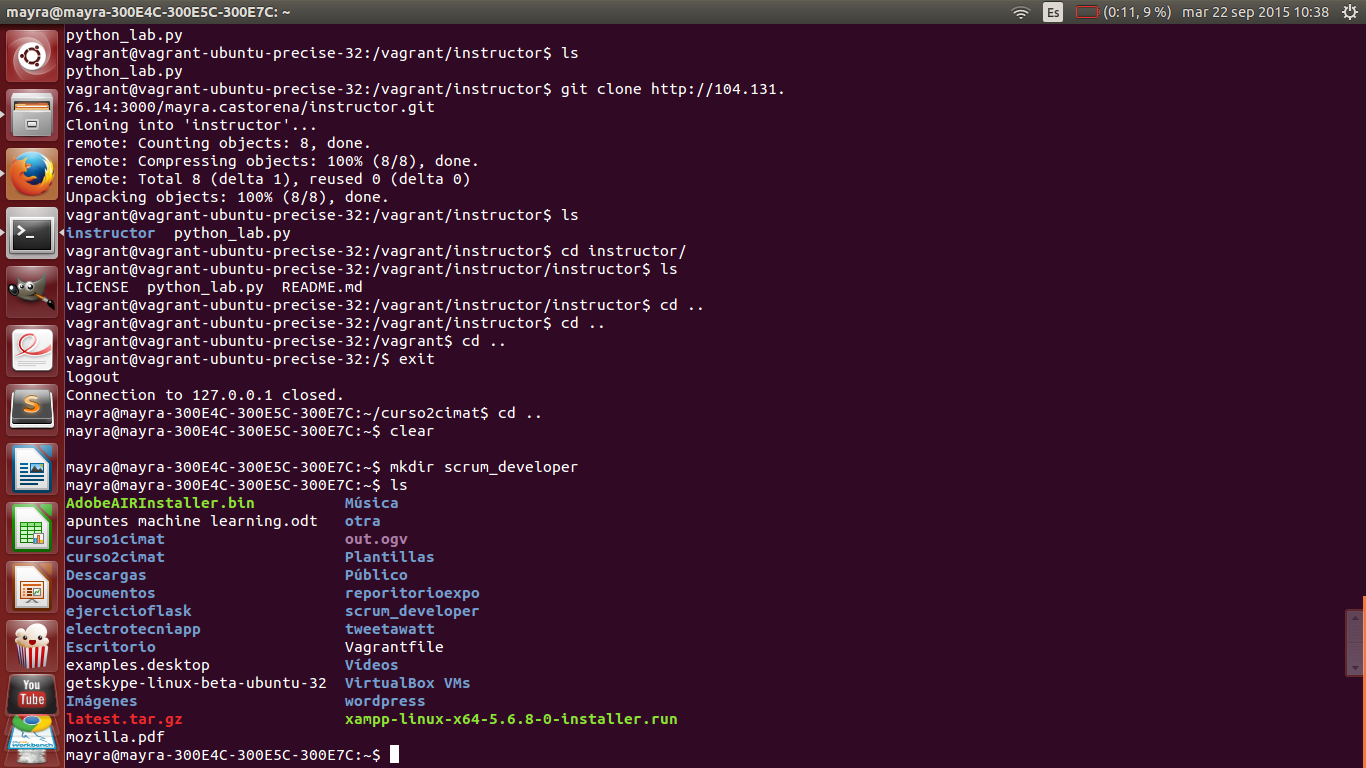 mayra@mayra-300E4C-300E5C-300E7C: ~ Es (0:11, 9 %) mar 22 sep 2015 10:38
python_lab.py
vagrant@vagrant-ubuntu-precise-32:/vagrant/instructor$ ls
python_lab.py
vagrant@vagrant-ubuntu-precise-32:/vagrant/instructor$ git clone http://104.131.
76.14:3000/mayra.castorena/instructor.git
Cloning into 'instructor'...
remote: Counting objects: 8, done.
remote: Compressing objects: 100% (8/8), done.
remote: Total 8 (delta 1), reused 0 (delta 0)
Unpacking objects: 100% (8/8), done.
vagrant@vagrant-ubuntu-precise-32:/vagrant/instructor$ ls
instructor  python_lab.py
vagrant@vagrant-ubuntu-precise-32:/vagrant/instructor$ cd instructor/
vagrant@vagrant-ubuntu-precise-32:/vagrant/instructor/instructor$ ls
LICENSE  python_lab.py  README.md
vagrant@vagrant-ubuntu-precise-32:/vagrant/instructor/instructor$ cd ..
vagrant@vagrant-ubuntu-precise-32:/vagrant/instructor$ cd ..
vagrant@vagrant-ubuntu-precise-32:/vagrant$ cd ..
vagrant@vagrant-ubuntu-precise-32:/$ exit
logout
Connection to 127.0.0.1 closed.
mayra@mayra-300E4C-300E5C-300E7C:~/curso2cimat$ cd ..
mayra@mayra-300E4C-300E5C-300E7C:~$ clear
mayra@mayra-300E4C-300E5C-300E7C:~$ mkdir scrum_developer
mayra@mayra-300E4C-300E5C-300E7C:~$ ls
AdobeAIRInstaller.bin  Música
apuntes machine learning.odt  otra
curso1cimat  out.ogv
curso2cimat  Plantillas
Descargas  Público
Documentos  reporitorioexpo
ejercicioflask  scrum_developer
electrotecniapp  tweetawatt
Escritorio  Vagrantfile
examples.desktop  Vídeos
getskype-linux-beta-ubuntu-32  VirtualBox VMs
Imágenes  wordpress
latest.tar.gz  xampp-linux-x64-5.6.8-0-installer.run
mozilla.pdf
mayra@mayra-300E4C-300E5C-300E7C:~$
You
Tube
Workbench